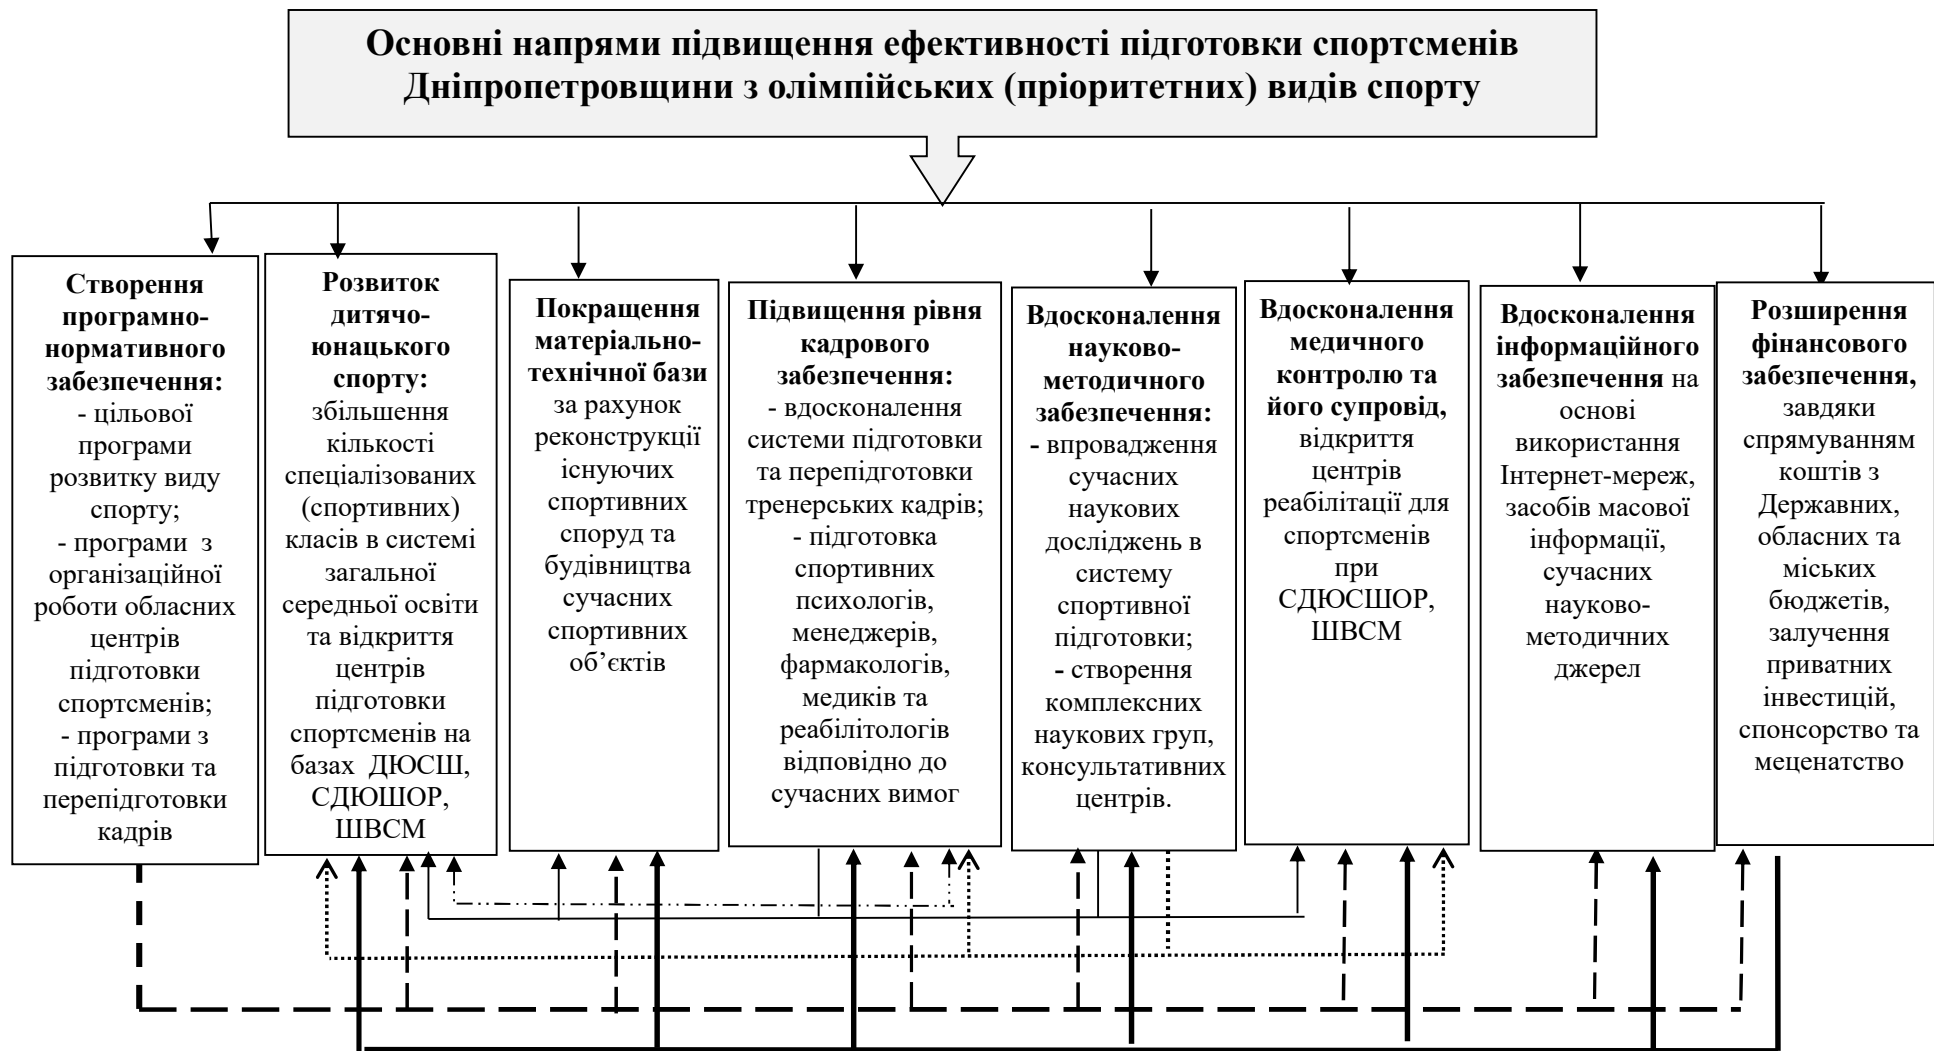 Основні напрями підвищення ефективності підготовки спортсменів
Дніпропетровщини з олімпійських (пріоритетних) видів спорту
Створення
програмно-
нормативного
забезпечення:
- цільової
програми
розвитку виду
спорту;
- програми з
організаційної
роботи обласних
центрів
підготовки
спортсменів;
- програми з
підготовки та
перепідготовки
кадрів
Розвиток
дитячо-
юнацького
спорту:
збільшення
кількості
спеціалізованих
(спортивних)
класів в системі
загальної
середньої освіти
та відкриття
центрів
підготовки
спортсменів на
базах ДЮСШ,
СДЮШОР,
ШВСМ
Покращення
матеріально-
технічної бази
за рахунок
реконструкції
існуючих
спортивних
споруд та
будівництва
сучасних
спортивних
об’єктів
Підвищення рівня
кадрового
забезпечення:
- вдосконалення
системи підготовки
та перепідготовки
тренерських кадрів;
- підготовка
спортивних
психологів,
менеджерів,
фармакологів,
медиків та
реабілітологів
відповідно до
сучасних вимог
Вдосконалення
науково-
методичного
забезпечення:
- впровадження
сучасних
наукових
досліджень в
систему
спортивної
підготовки;
- створення
комплексних
наукових груп,
консультативних
центрів.
Вдосконалення
медичного
контролю та
його супровід,
відкриття
центрів
реабілітації для
спортсменів
при
СДЮСШОР,
ШВСМ
Вдосконалення
інформаційного
забезпечення на
основі
використання
Інтернет-мереж,
засобів масової
інформації,
сучасних
науково-
методичних
джерел
Розширення
фінансового
забезпечення,
завдяки
спрямуванням
коштів з
Державних,
обласних та
міських
бюджетів,
залучення
приватних
інвестицій,
спонсорство та
меценатство